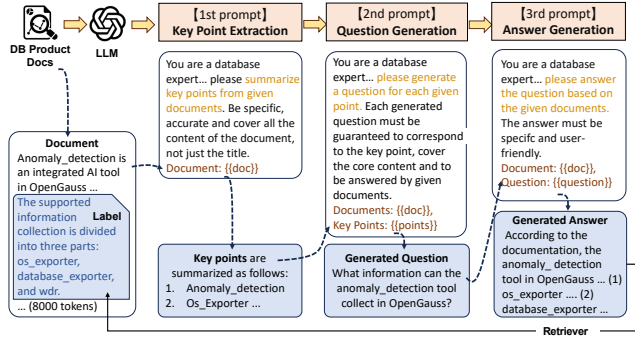 DB Product
Docs
LLM
【1st prompt】
Key Point Extraction
【2nd prompt】
Question Generation
【3rd prompt】
Answer Generation
Document
Anomaly_detection is
an integrated AI tool
in OpenGauss ...
The supported
information
collection is divided
into three parts:
os_exporter,
database_exporter,
and wdr.
Label
... (8000 tokens)
You are a database
expert... please summarize
key points from given
documents. Be specific,
accurate and cover all the
content of the document,
not just the title.
Document: {{doc}}
Key points are
summarized as follows:
1. Anomaly_detection
2. Os_Exporter ...
You are a database
expert... please generate
a question for each given
point. Each generated
question must be
guaranteed to correspond
to the key point, cover
the core content and to
be answered by given
documents.
Documents: {{doc}},
Key Points: {{points}}
Generated Question
What information can the
anomaly_detection tool
collect in OpenGauss?
You are a database
expert... please answer
the question based on
the given documents.
The answer must be
specifc and user-
friendly.
Document: {{doc}},
Question: {{question}}
Generated Answer
According to the
documentation, the
anomaly_ detection
tool in OpenGauss ... (1)
os_exporter .... (2)
database_exporter ...
Retriever